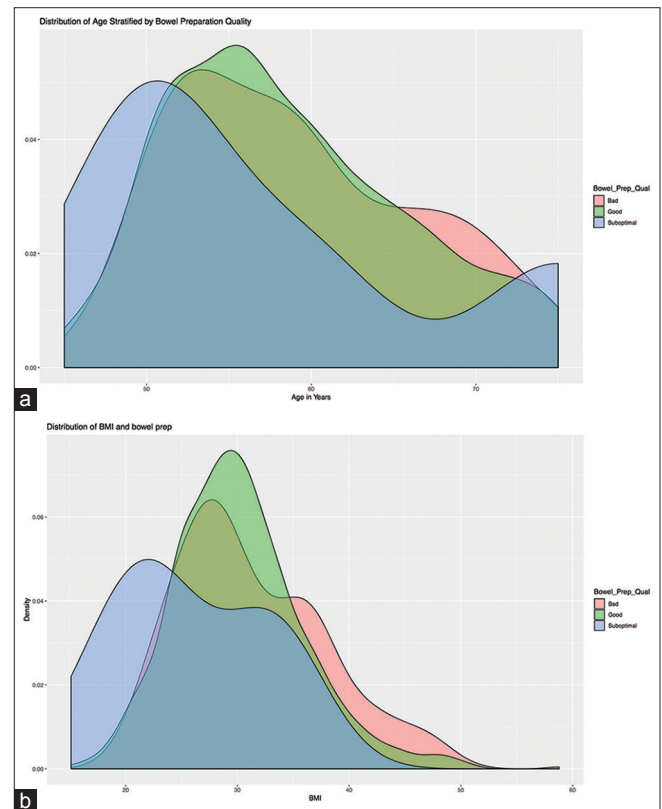 Distribution of Age Stratified by Bowel Preparation Quality
0.04
0.02
0.00
50
60
70
Age in Years
Bowel_Prep_Qual
Bad
Good
Suboptimal
a
Distribution of BMI and bowel prep
0.06
0.04
0.02
0.00
Density
20
30
40
50
60
BMI
Bowel_Prep_Qual
Bad
Good
Suboptimal
b